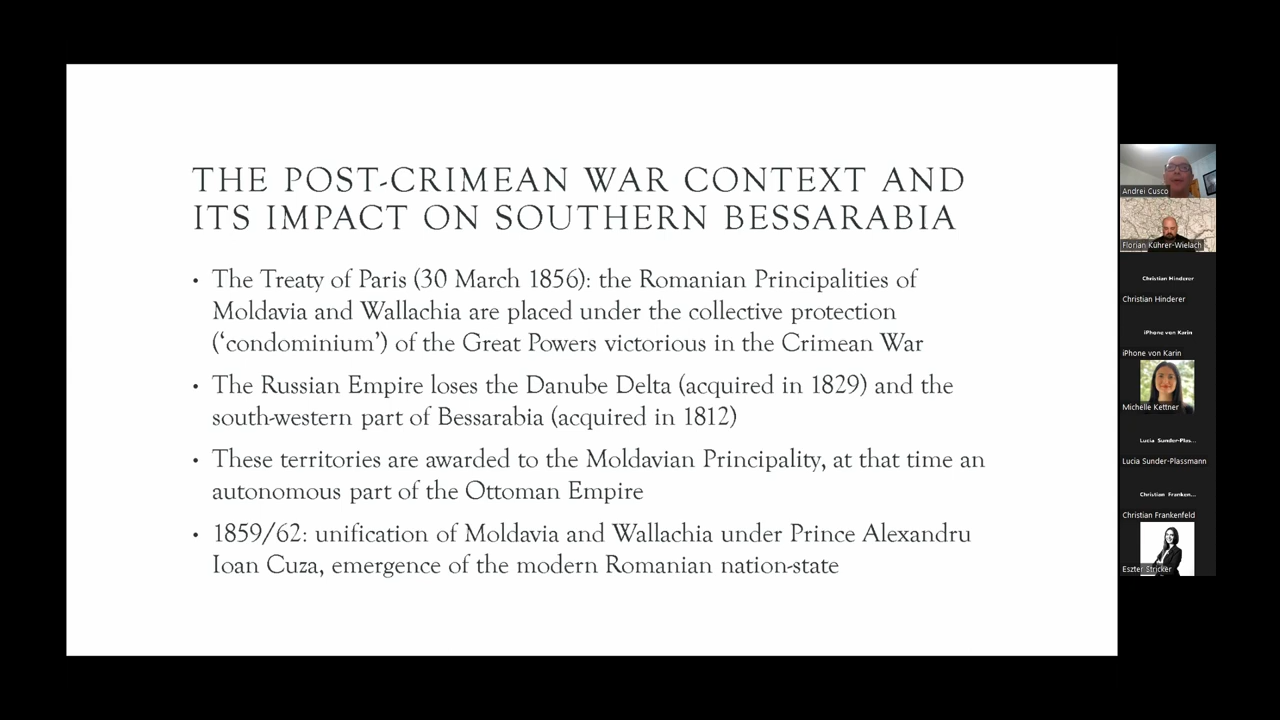 THE POST-CRIMEAN WAR CONTEXT AND
ITS IMPACT ON SOUTHERN BESSARABIA
• The Treaty of Paris (30 March 1856): the Romanian Principalities of
Moldavia and Wallachia are placed under the collective protection
(‘condominium’) of the Great Powers victorious in the Crimean War
• The Russian Empire loses the Danube Delta (acquired in 1829) and the
south-western part of Bessarabia (acquired in 1812)
• These territories are awarded to the Moldavian Principality, at that time an
autonomous part of the Ottoman Empire
• 1859/62: unification of Moldavia and Wallachia under Prince Alexandru
Ioan Cuza, emergence of the modern Romanian nation-state
Andrei Cusco
Florian Kührer-Wielach
Christian Hinderer
Christian Hinderer
iPhone von Karin
iPhone von Karin
Michelle Kettner
Lucia Sunder-Plas...
Lucia Sunder-Plassmann
Christian Franken...
Christian Frankenfeld
Eszter Stricker